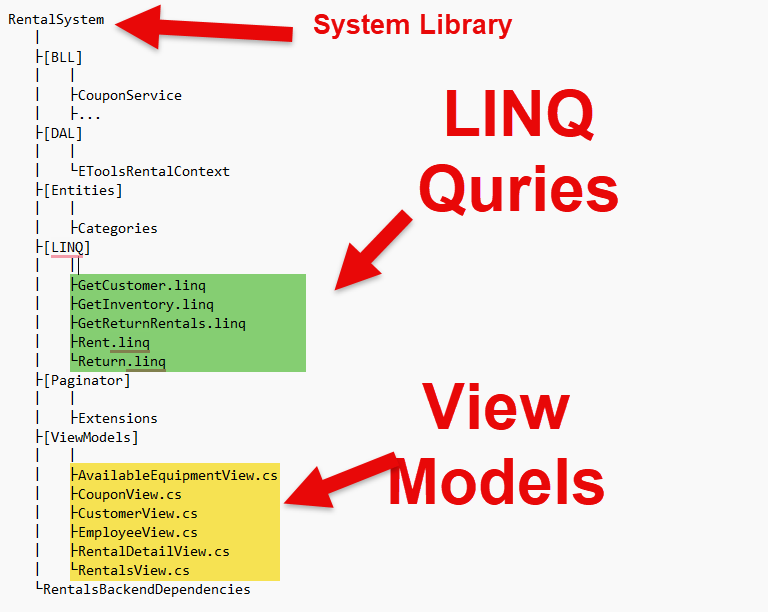 RentalSystem
System Library
├[BLL]
├CouponService
├...
├[DAL]
└EToolsRentalContext
├[Entities]
├Categories
├[LINQ]
├GetCustomer.linq
├GetInventory.linq
├GetReturnRentals.linq
├Rent.linq
└Return.linq
LINQ
Quries
├[Paginator]
├Extensions
├[ViewModels]
├AvailableEquipmentView.cs
├CouponView.cs
├CustomerView.cs
├EmployeeView.cs
├RentalDetailView.cs
└RentalsView.cs
View
Models
└RentalsBackendDependencies